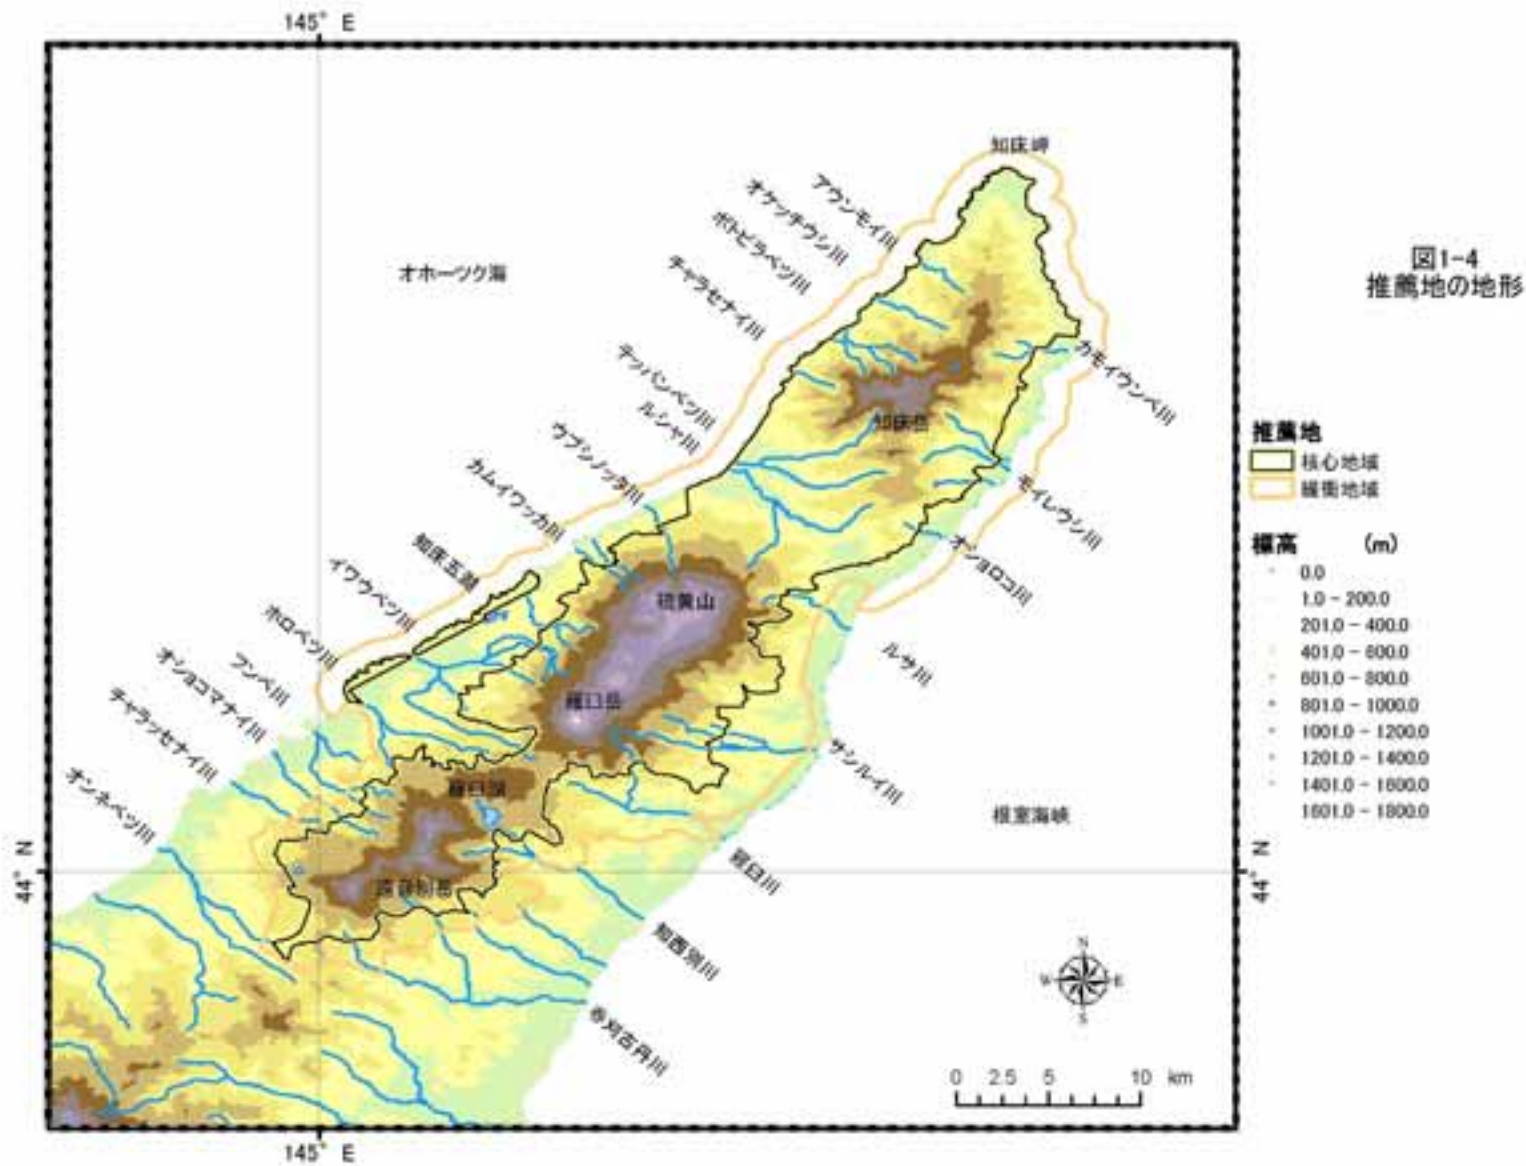 145° E
知床岬
アウンモイ川
オケッチウシ川
ポトピラベツ川
チャラセナイ川
オホーツク海
図1-4
推薦地の地形
テッパンベツ川
ルシャ川
カモイウンベ川
知床岳
ウブシノッタ川
カムイワッカ川
知床五湖
イワウベツ川
ホロベツ川
フンベ川
オショコマナイ川
チャラッセナイ川
オンネベツ川
モイレウシ川
オショロコ川
硫黄山
ルサ川
羅臼岳
サシルイ川
羅臼湖
根室海峡
羅臼川
遠音別岳
知西別川
春苅古丹川
推薦地
核心地域
緩衝地域
標高 (m)
0.0
1.0 - 200.0
201.0 - 400.0
401.0 - 600.0
601.0 - 800.0
801.0 - 1000.0
1001.0 - 1200.0
1201.0 - 1400.0
1401.0 - 1600.0
1601.0 - 1800.0
44° N
44° N
N
W E
S
0 2.5 5 10 km
145° E